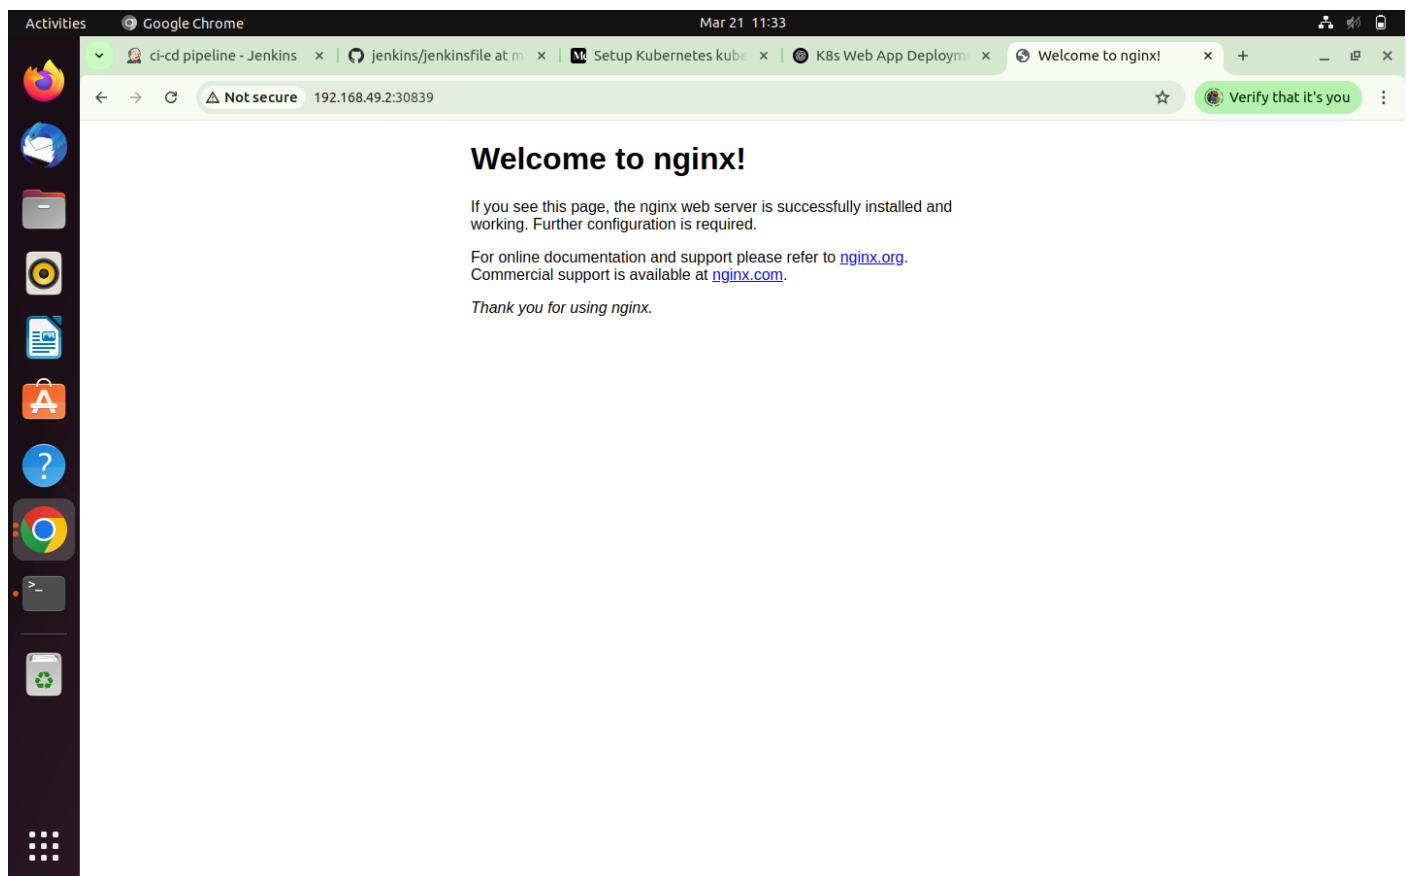 Activities
Google Chrome
Mar 21 11:33
ci-cd pipeline - Jenkins
jenkins/jenkinsfile at m
Setup Kubernetes kube
K8s Web App Deploym
Welcome to nginx!
Not secure
192.168.49.2:30839
Verify that it's you
Welcome to nginx!
If you see this page, the nginx web server is successfully installed and
working. Further configuration is required.
For online documentation and support please refer to nginx.org.
Commercial support is available at nginx.com.
Thank you for using nginx.